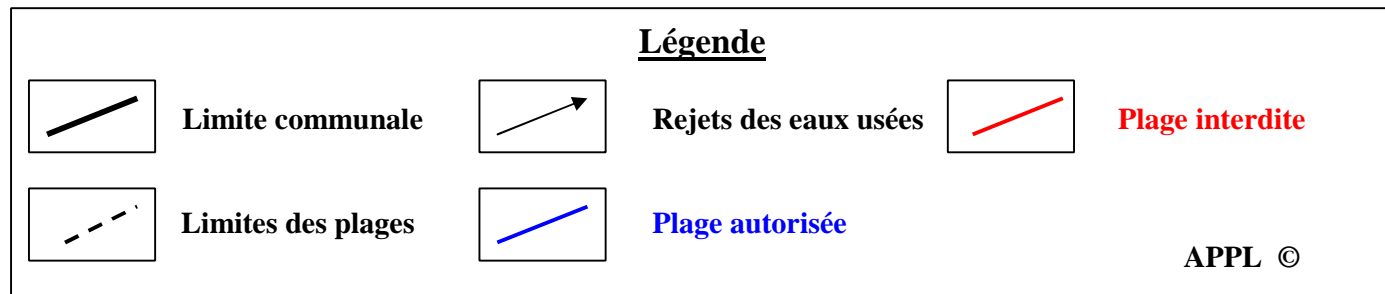 Légende
Limite communale
Rejets des eaux usées
Plage interdite
Limites des plages
Plage autorisée
APPL ©